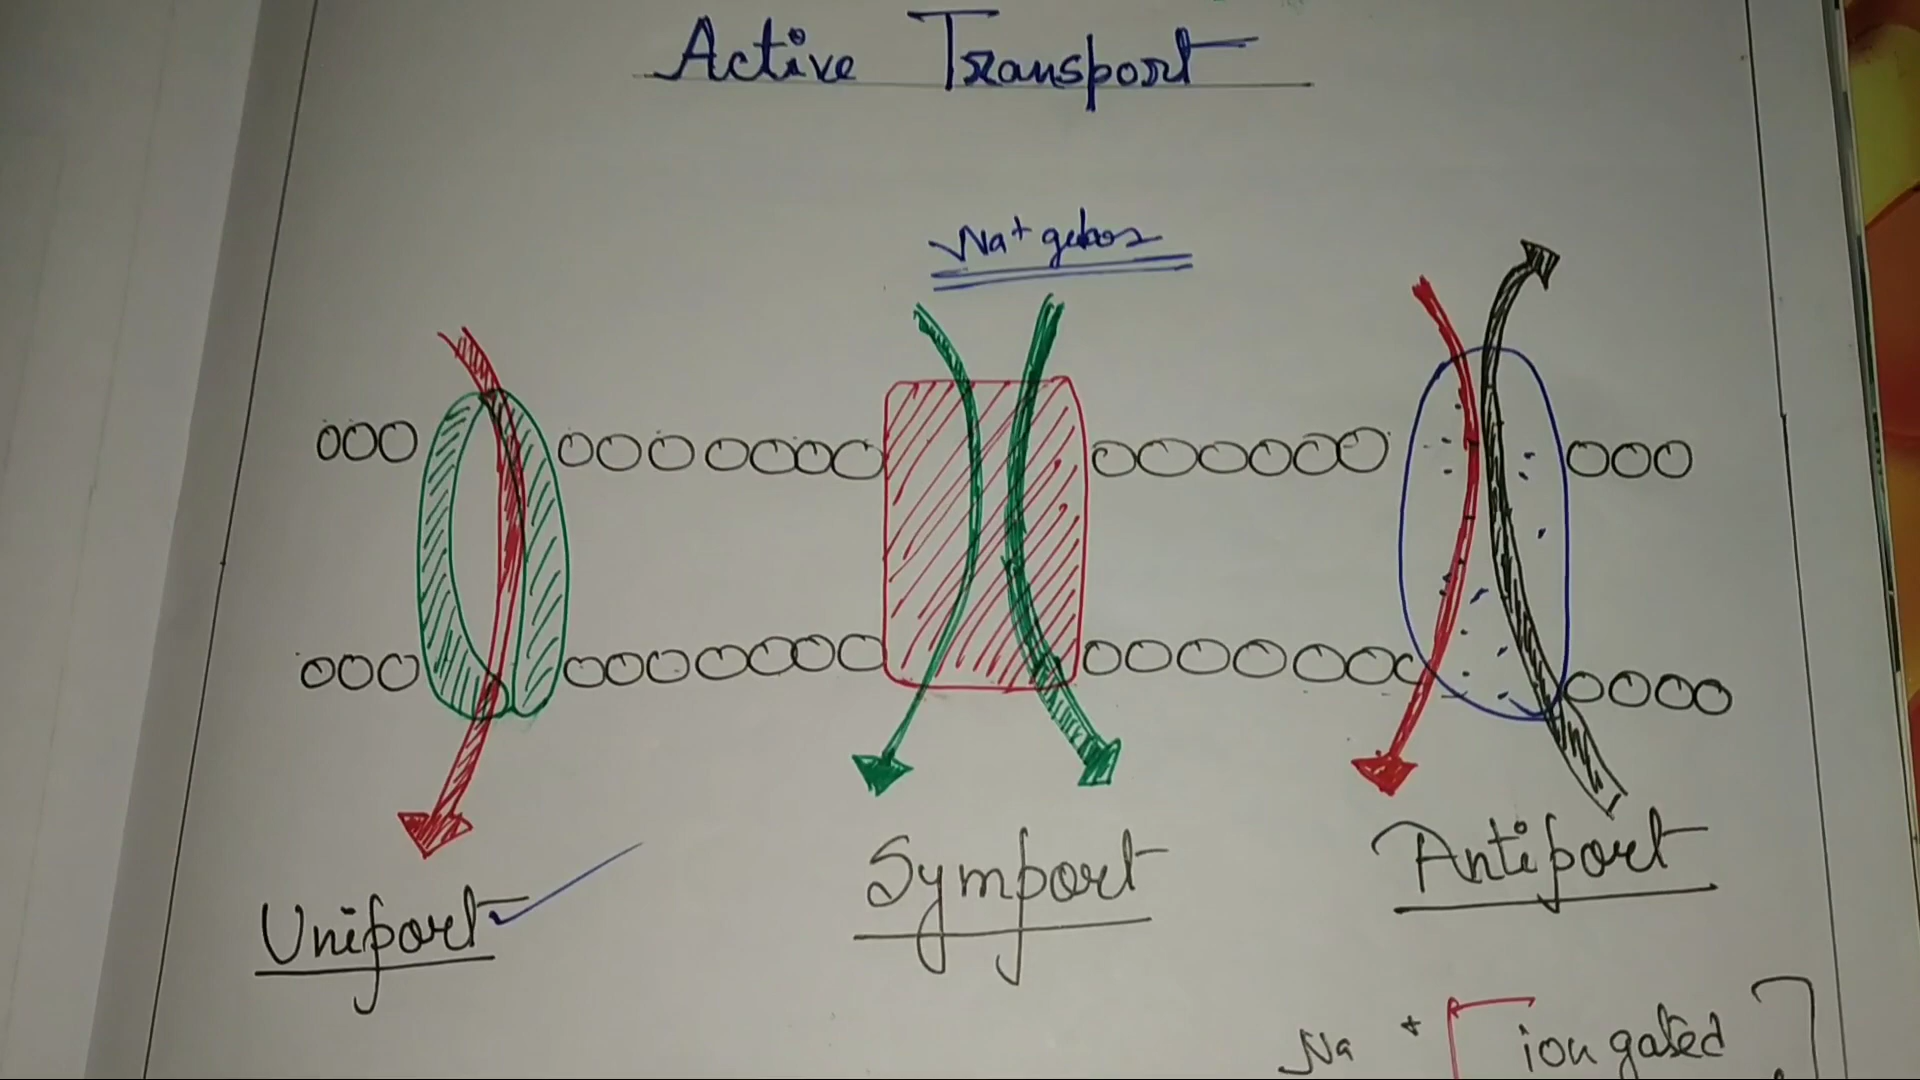 Active Transport
Na+
Uniport
Symport
Antiport
Na +
ion gated